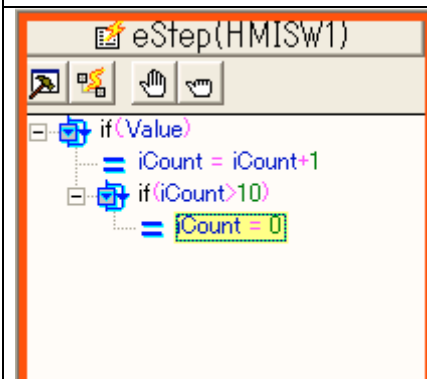 eStep(HMISW1)
if(Value)
iCount = iCount+1
if(iCount>10)
iCount = 0